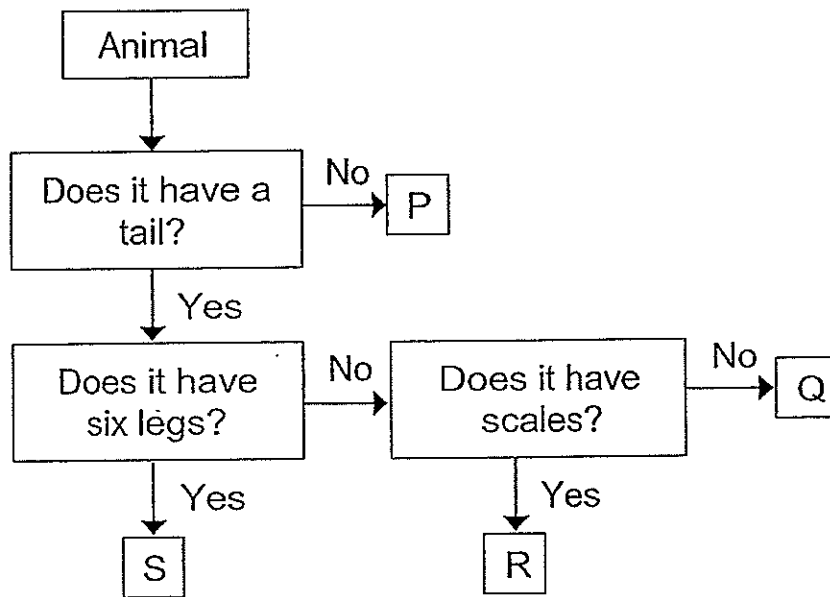 Animal
Does it have a
tail?
No
P
Yes
Does it have
six legs?
No
Does it have
scales?
No
Q
Yes
S
Yes
R